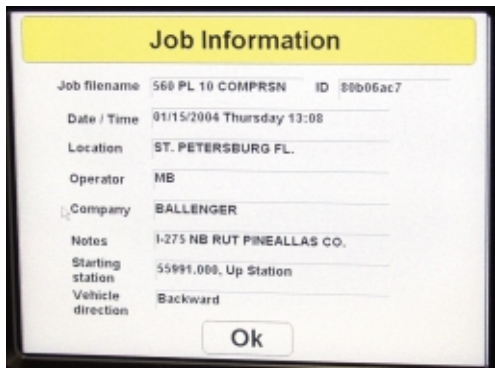 Job Information
Job filename 560 PL 10 COMPRSN ID 80b06ac7
Date / Time 01/15/2004 Thursday 13:08
Location ST. PETERSBURG FL.
Operator MB
Company BALLENGER
Notes I-275 NB RUT PINEALLAS CO.
Starting station 55991.000, Up Station
Vehicle direction Backward
Ok